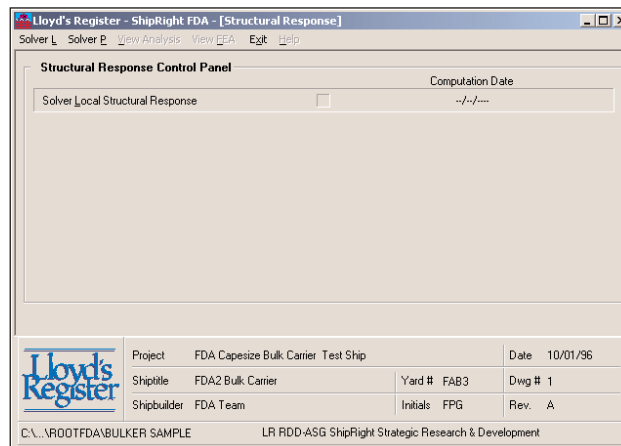 Lloyd's Register - ShipRight FDA - [Structural Response]
Solver L Solver P View Analysis View FEA Exit Help
Structural Response Control Panel
Computation Date
Solver Local Structural Response --/--/----
Lloyd's
Register
Project FDA Capesize Bulk Carrier Test Ship Date 10/01/96
Shiptitle FDA2 Bulk Carrier Yard # FAB3 Dwg # 1
Shipbuilder FDA Team Initials FPG Rev. A
C:\...\ROOTFDA\BULKER SAMPLE LR RDD-ASG ShipRight Strategic Research & Development